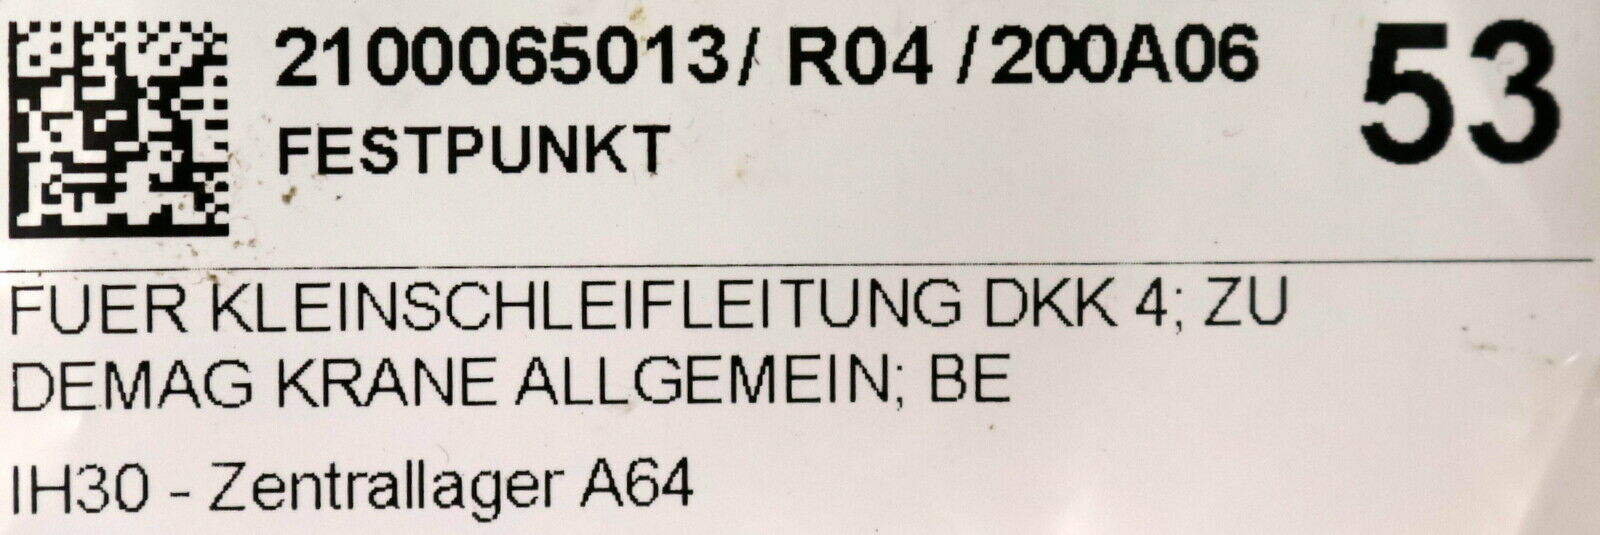 2100065013/ R04 /200A06
53
FESTPUNKT
FUER KLEINSCHLEIFLEITUNG DKK 4; ZU
DEMAG KRANE ALLGEMEIN; BE
IH30 - Zentrallager A64